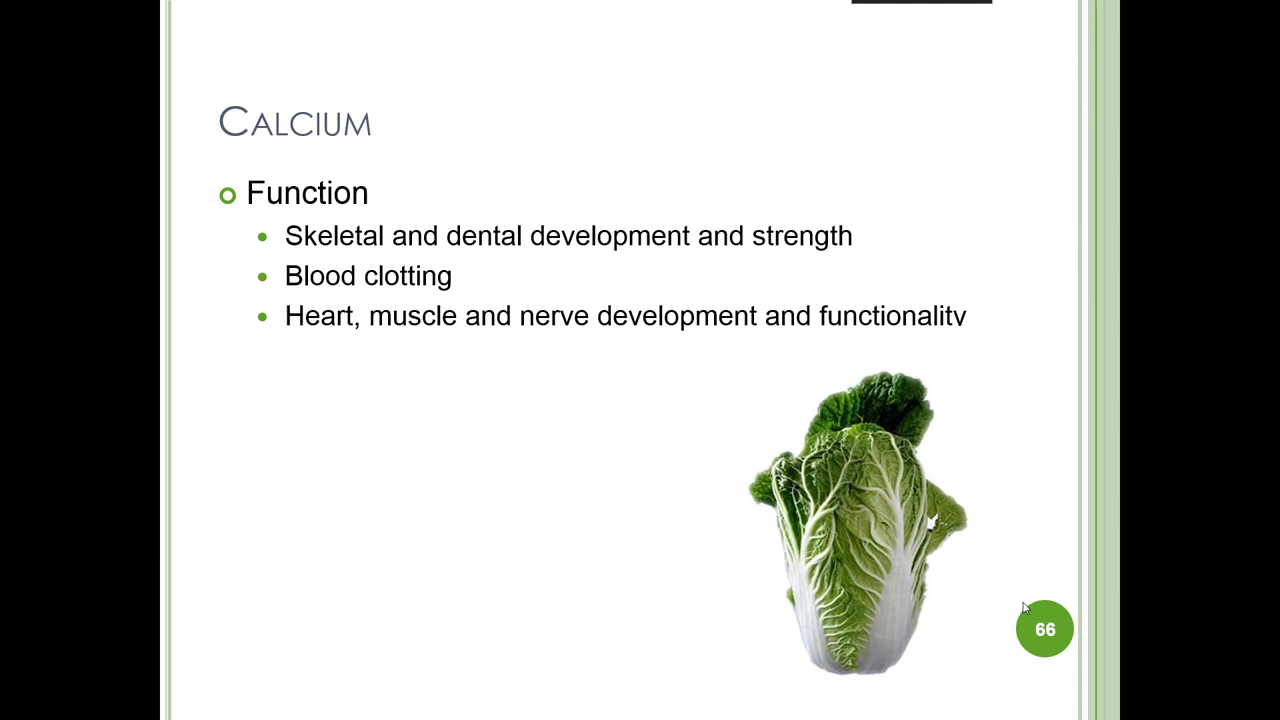 CALCIUM
Function
Skeletal and dental development and strength
Blood clotting
Heart, muscle and nerve development and functionality
66